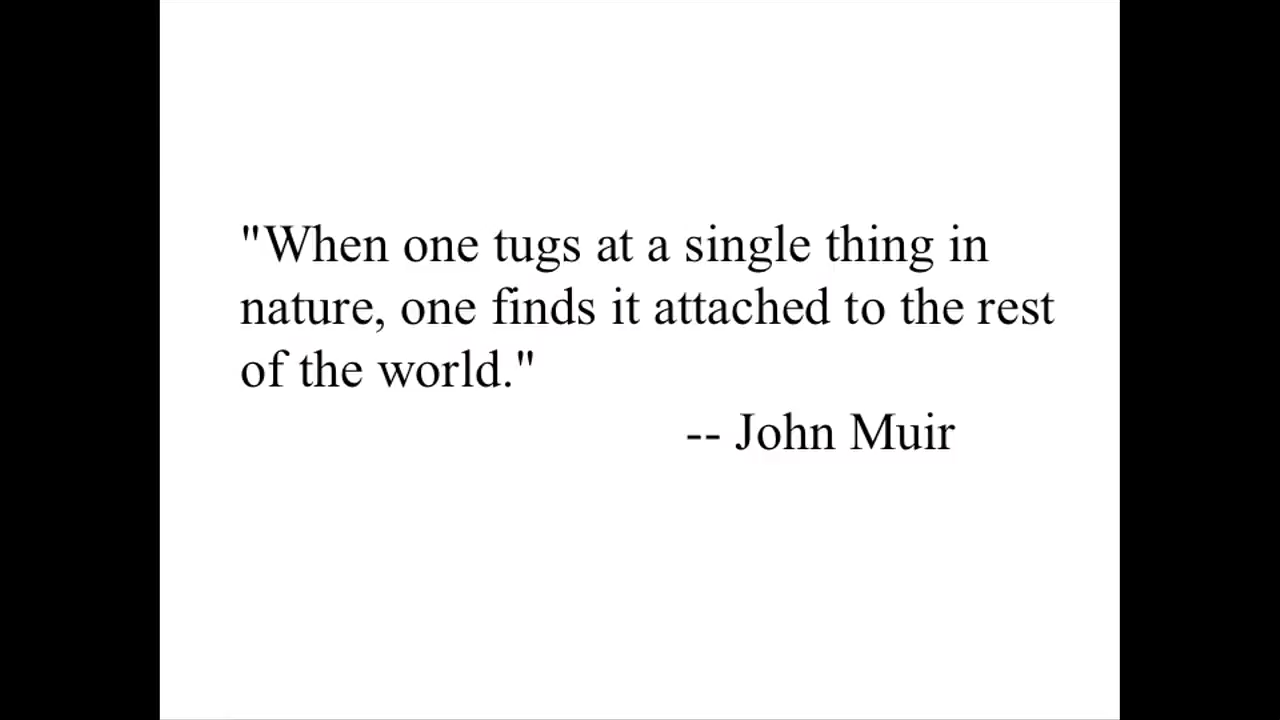 "When one tugs at a single thing in
nature, one finds it attached to the rest
of the world."
-- John Muir